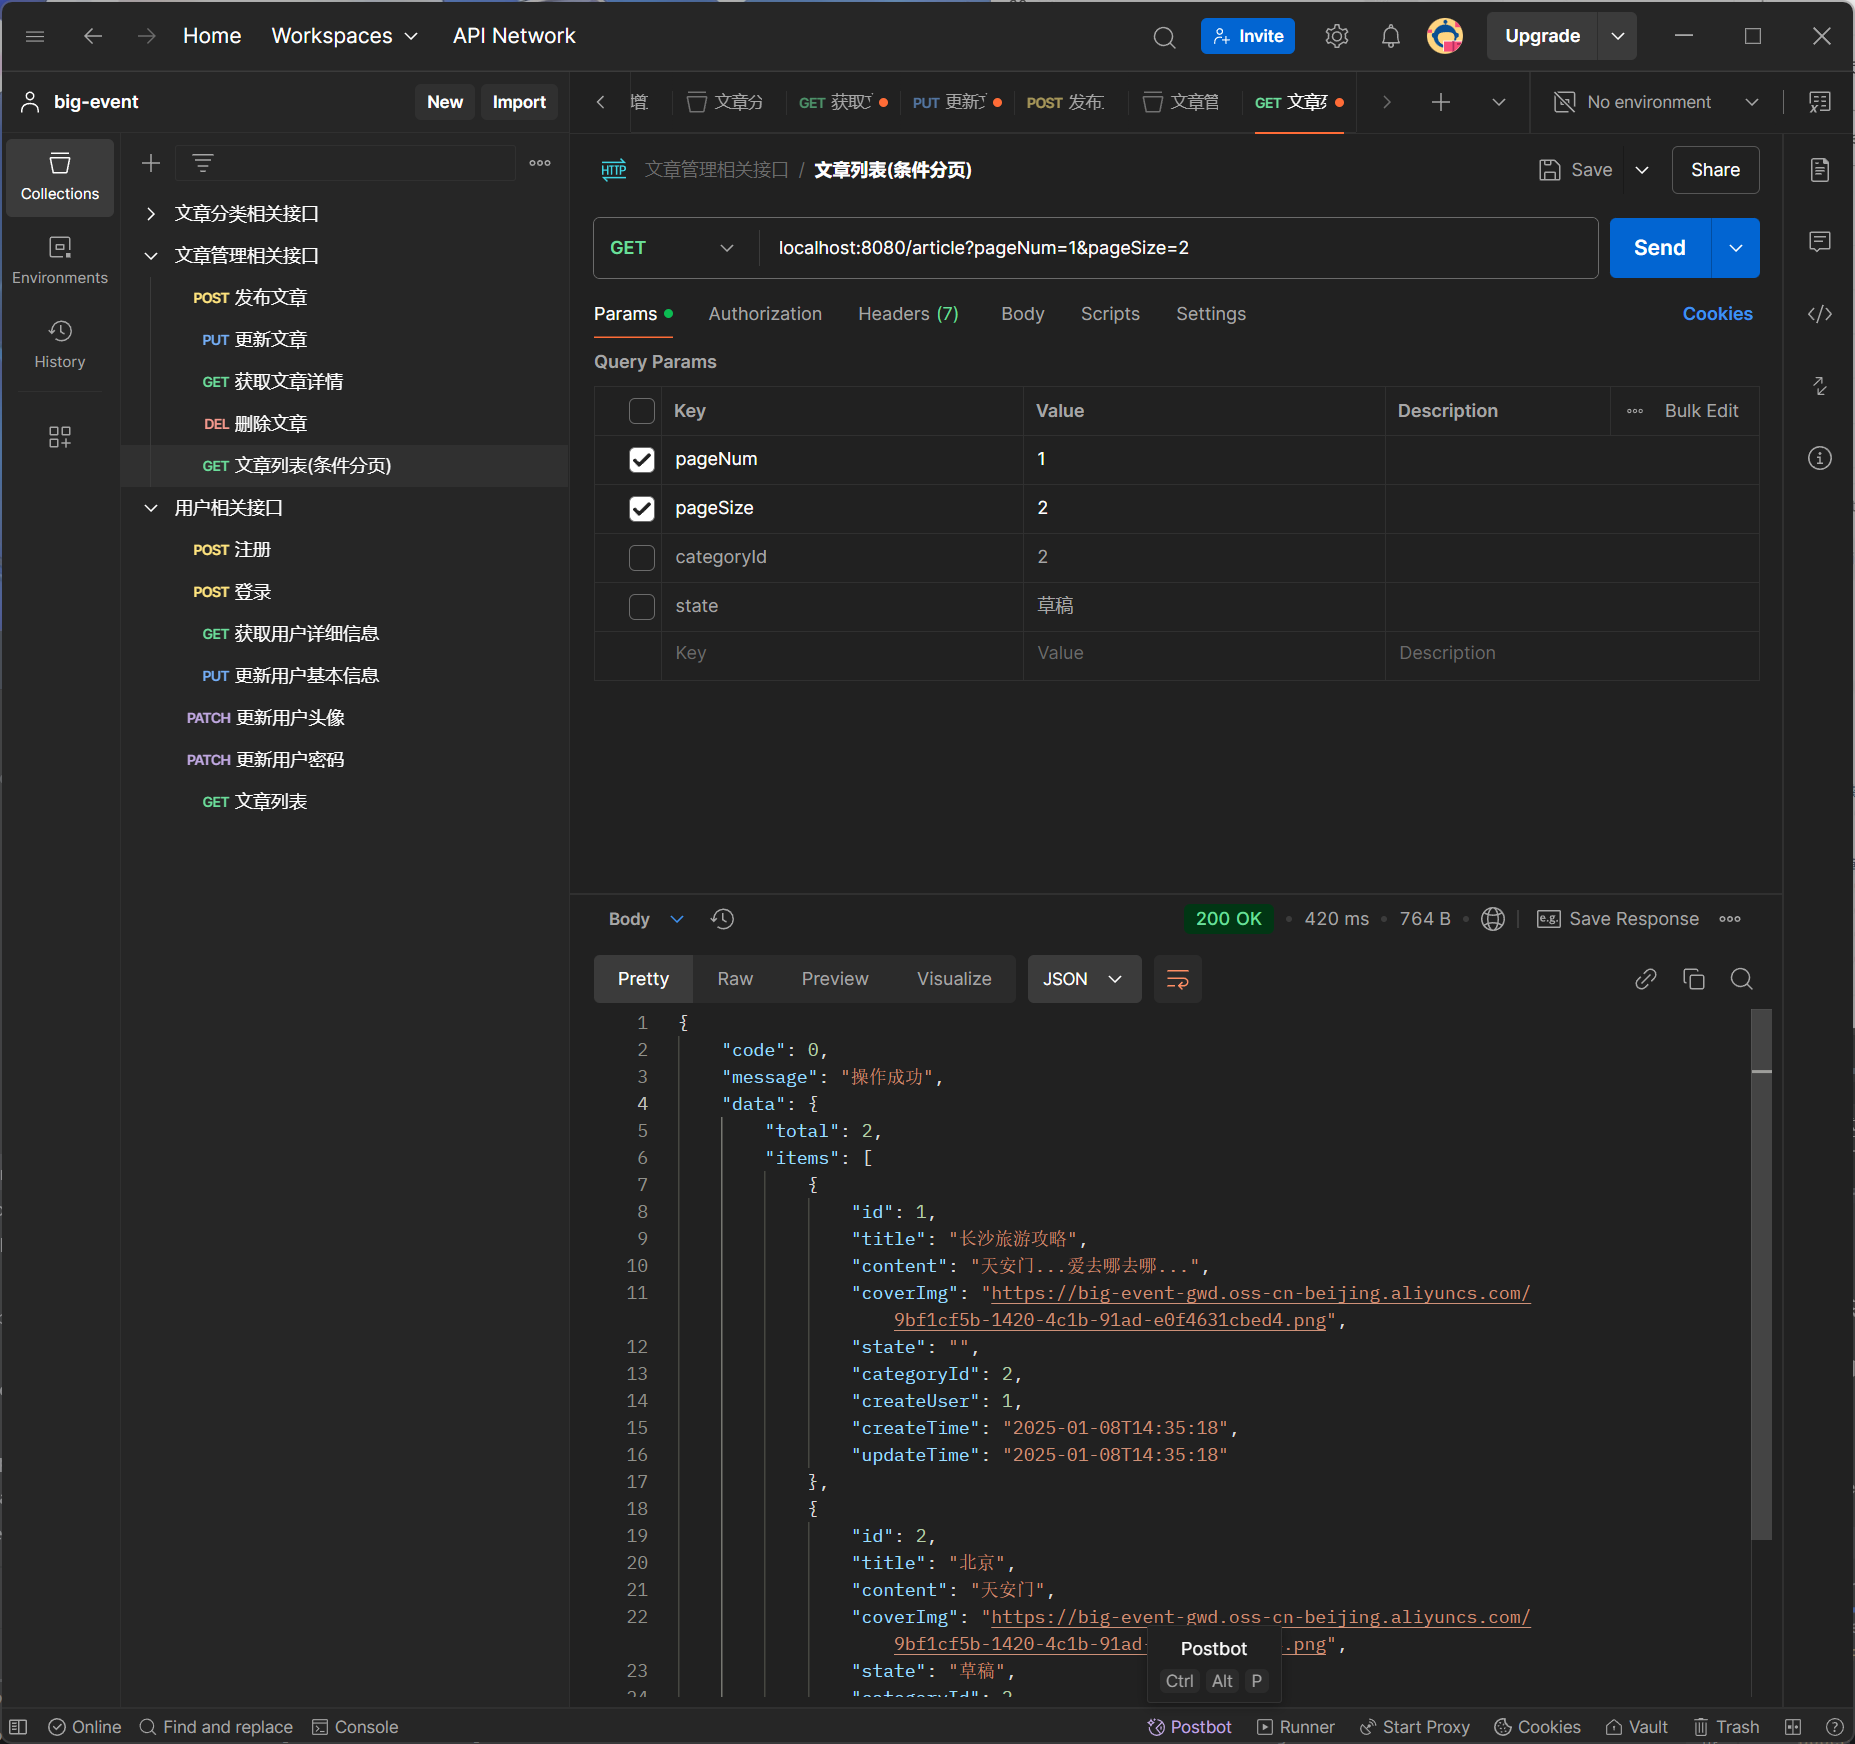 Home Workspaces API Network
Invite
Upgrade
big-event
New Import
增 文章分 GET 获取文 PUT 更新文 POST 发布. 文章管 GET 文章列
No environment
Collections
Environments
History
文章分类相关接口
文章管理相关接口
POST 发布文章
PUT 更新文章
GET 获取文章详情
DEL 删除文章
GET 文章列表(条件分页)
用户相关接口
POST 注册
POST 登录
GET 获取用户详细信息
PUT 更新用户基本信息
PATCH 更新用户头像
PATCH 更新用户密码
GET 文章列表
HTTP 文章管理相关接口 / 文章列表(条件分页)
Save Share
GET localhost:8080/article?pageNum=1&pageSize=2 Send
Params Authorization Headers (7) Body Scripts Settings Cookies
Query Params
Key Value Description Bulk Edit
pageNum 1
pageSize 2
categoryId 2
state 草稿
Key Value Description
Body 200 OK 420 ms 764 B e.g. Save Response
Pretty Raw Preview Visualize JSON
1 {
2 "code": 0,
3 "message": "操作成功",
4 "data": {
5 "total": 2,
6 "items": [
7 {
8 "id": 1,
9 "title": "长沙旅游攻略",
10 "content": "天安门...爱去哪去哪...",
11 "coverImg": "https://big-event-gwd.oss-cn-beijing.aliyuncs.com/
9bf1cf5b-1420-4c1b-91ad-e0f4631cbed4.png",
12 "state": "",
13 "categoryId": 2,
14 "createUser": 1,
15 "createTime": "2025-01-08T14:35:18",
16 "updateTime": "2025-01-08T14:35:18"
17 },
18 {
19 "id": 2,
20 "title": "北京",
21 "content": "天安门",
22 "coverImg": "https://big-event-gwd.oss-cn-beijing.aliyuncs.com/
9bf1cf5b-1420-4c1b-91ad- .png",
23 "state": "草稿",
24 "categoryId": 2
Postbot
Ctrl Alt P
Online Find and replace Console Postbot Runner Start Proxy Cookies Vault Trash